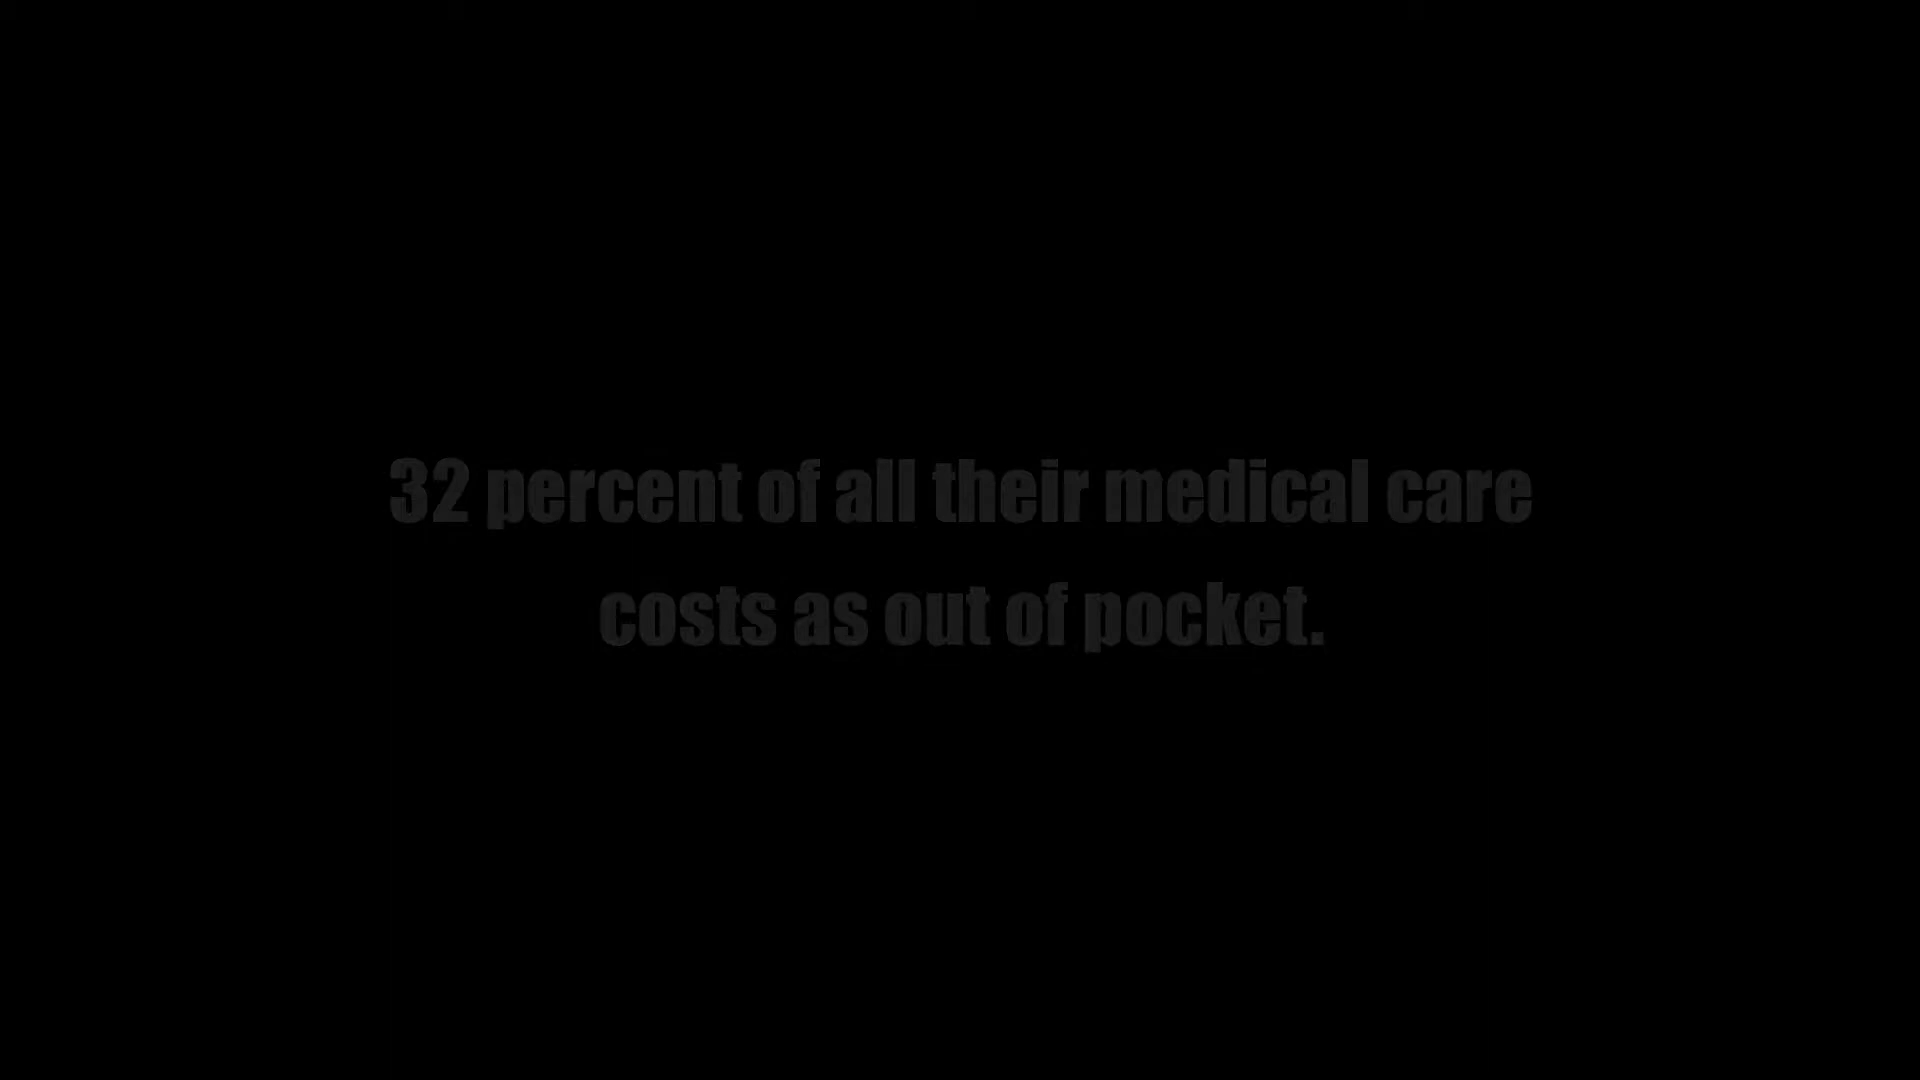 32 percent of all their medical care
costs as out of pocket.